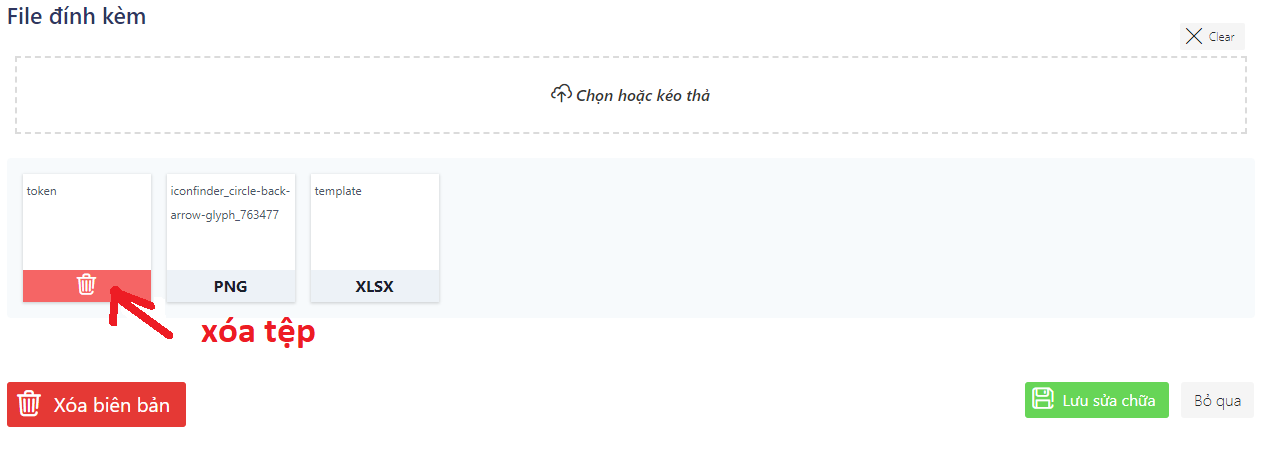 File đính kèm
Clear
Chọn hoặc kéo thả
token
iconfinder_circle-back-
arrow-glyph_763477
template
PNG
XLSX
xóa tệp
Xóa biên bản
Lưu sửa chữa
Bỏ qua